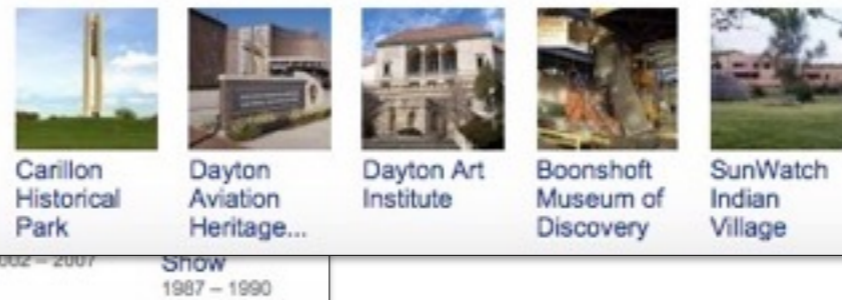 Carillon
Historical
Park
Dayton
Aviation
Heritage...
Dayton Art
Institute
Boonshoft
Museum of
Discovery
SunWatch
Indian
Village
2007
Show
1987 – 1990